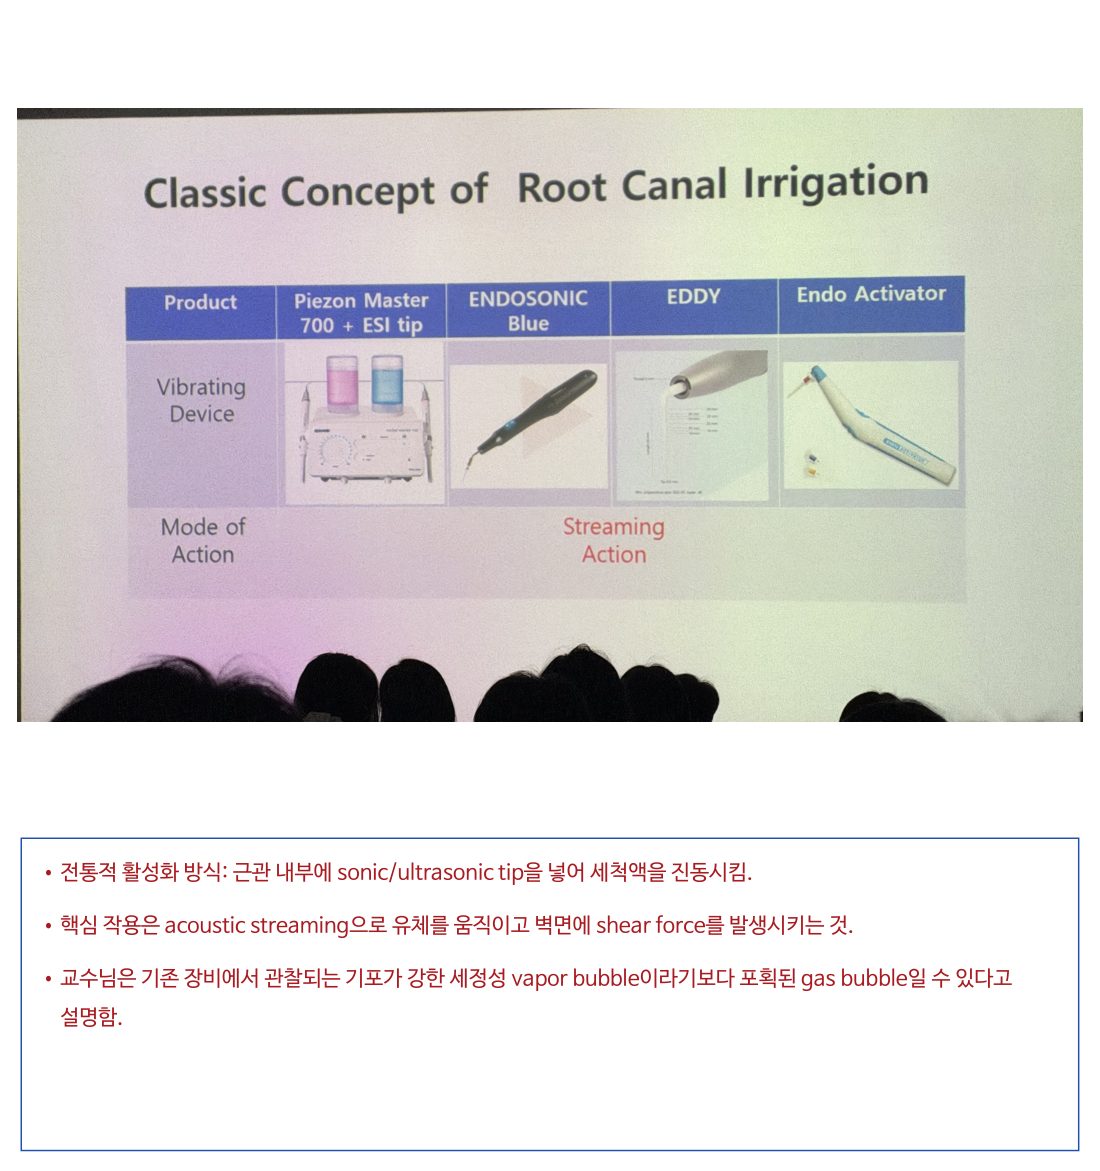 Classic Concept of Root Canal Irrigation
Product
Piezon Master
700 + ESI tip
ENDOSONIC
Blue
EDDY
Endo Activator
Vibrating
Device
Mode of
Action
Streaming
Action
• 전통적 활성화 방식: 근관 내부에 sonic/ultrasonic tip을 넣어 세척액을 진동시킴.
• 핵심 작용은 acoustic streaming으로 유체를 움직이고 벽면에 shear force를 발생시키는 것.
• 교수님은 기존 장비에서 관찰되는 기포가 강한 세정성 vapor bubble이라기보다 포획된 gas bubble일 수 있다고
설명함.